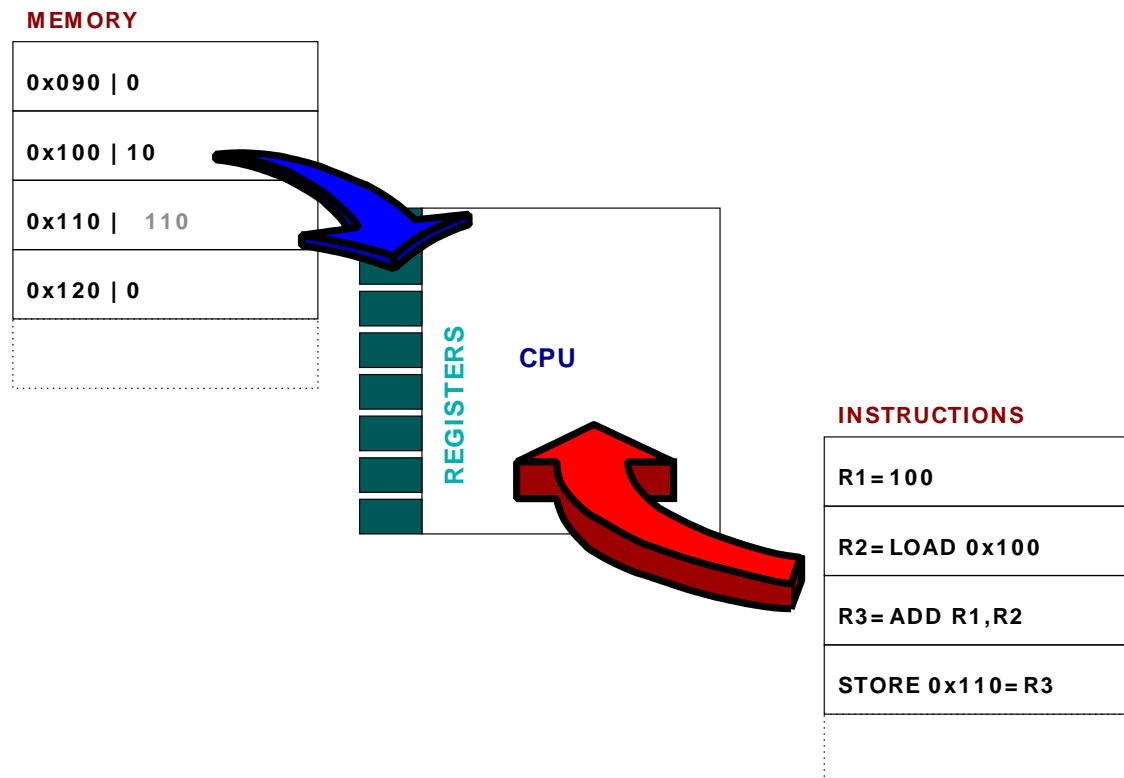 MEMORY
0x090 | 0
0x100 | 10
0x110 | 110
0x120 | 0
REGISTERS
CPU
INSTRUCTIONS
R1=100
R2=LOAD 0x100
R3=ADD R1,R2
STORE 0x110=R3